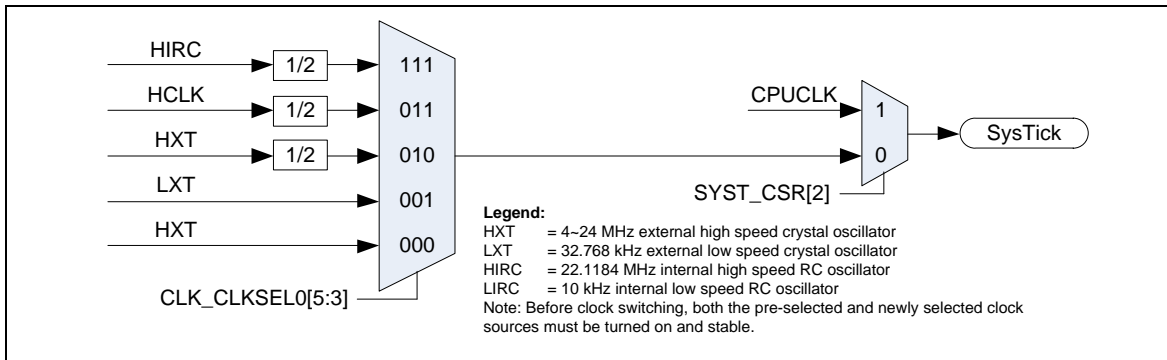 HIRC
1/2
111
HCLK
1/2
011
HXT
1/2
010
LXT
001
HXT
000
CLK_CLKSEL0[5:3]
CPUCLK
1
0
SysTick
SYST_CSR[2]
Legend:
HXT = 4~24 MHz external high speed crystal oscillator
LXT = 32.768 kHz external low speed crystal oscillator
HIRC = 22.1184 MHz internal high speed RC oscillator
LIRC = 10 kHz internal low speed RC oscillator
Note: Before clock switching, both the pre-selected and newly selected clock
sources must be turned on and stable.